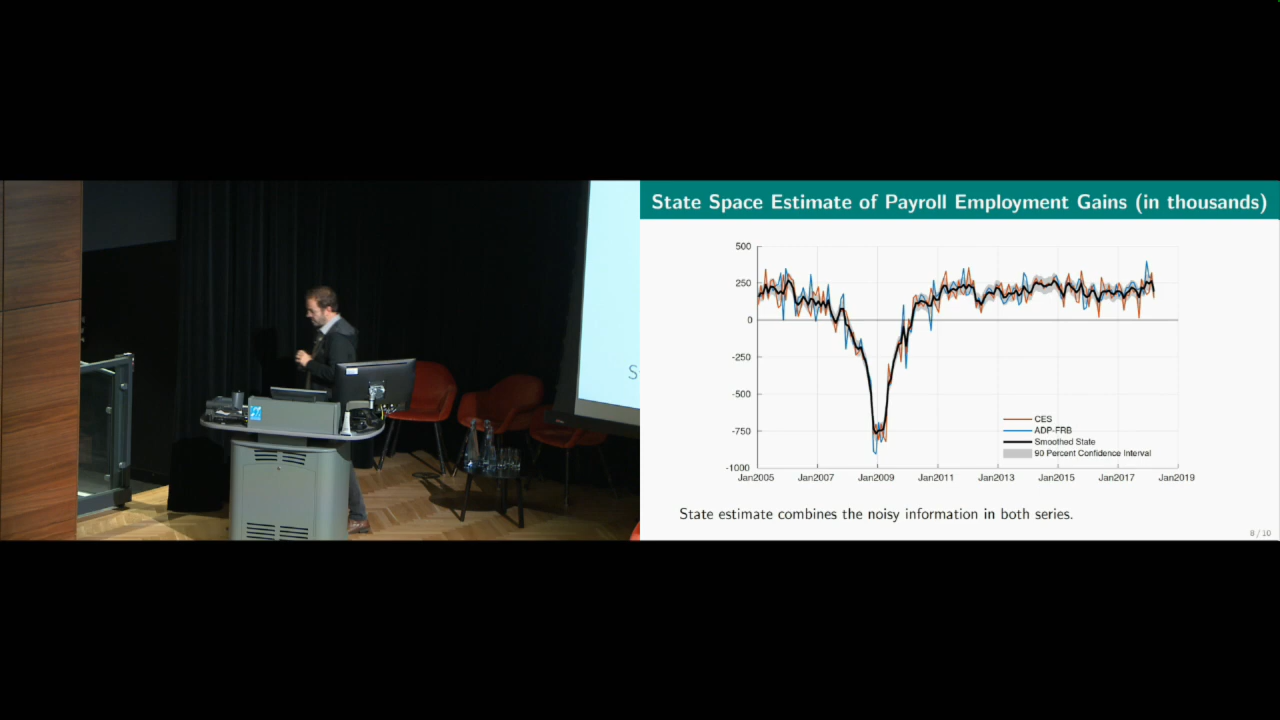 State Space Estimate of Payroll Employment Gains (in thousands)
500
250
0
-250
-500
-750
-1000
Jan2005 Jan2007 Jan2009 Jan2011 Jan2013 Jan2015 Jan2017 Jan2019
CES
ADP-FRB
Smoothed State
90 Percent Confidence Interval
State estimate combines the noisy information in both series.
8 / 10
S